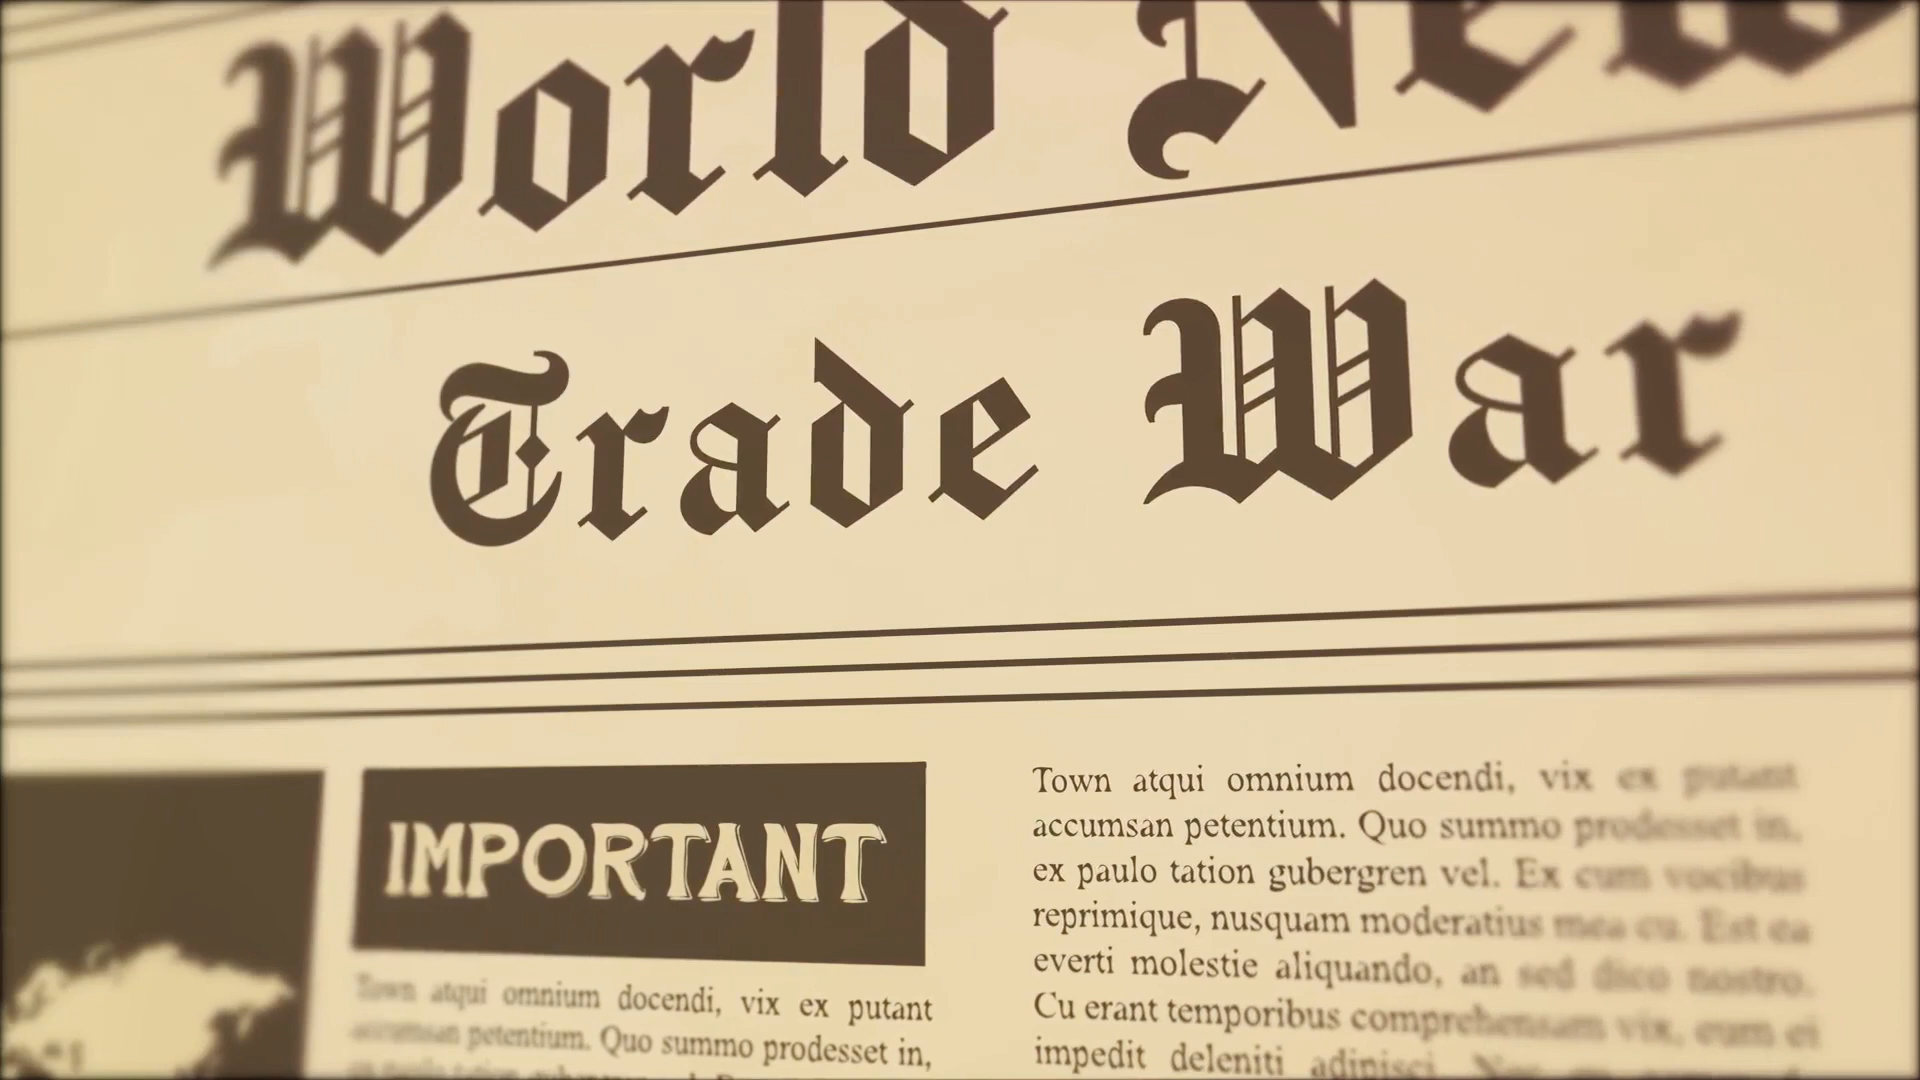 World New
Trade War
IMPORTANT
Town atqui omnium docendi, vix ex putant
accumsan petentium. Quo summo prodesset in,
Town atqui omnium docendi, vix ex putant
accumsan petentium. Quo summo prodesset in,
ex paulo tation gubergren vel. Ex cum vocibus
reprimique, nusquam moderatius mea cu. Est ea
everti molestie aliquando, an sed dico nostro.
Cu erant temporibus comprehensam vix, eum ei
impedit deleniti adipisci.